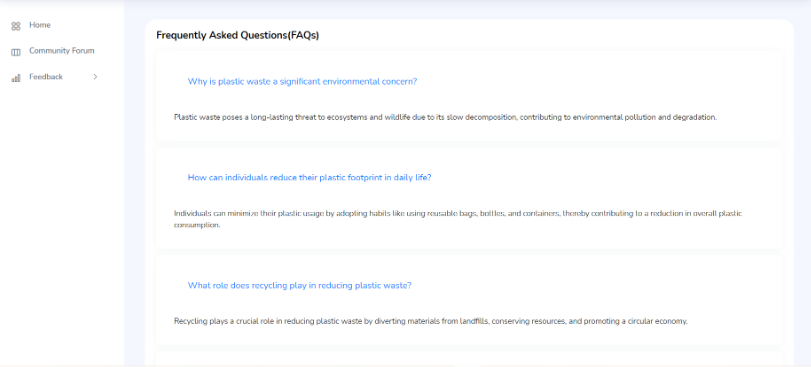 Home
Community Forum
Feedback
Frequently Asked Questions(FAQs)
Why is plastic waste a significant environmental concern?
Plastic waste poses a long-lasting threat to ecosystems and wildlife due to its slow decomposition, contributing to environmental pollution and degradation.
How can individuals reduce their plastic footprint in daily life?
Individuals can minimize their plastic usage by adopting habits like using reusable bags, bottles, and containers, thereby contributing to a reduction in overall plastic
consumption.
What role does recycling play in reducing plastic waste?
Recycling plays a crucial role in reducing plastic waste by diverting materials from landfills, conserving resources, and promoting a circular economy.